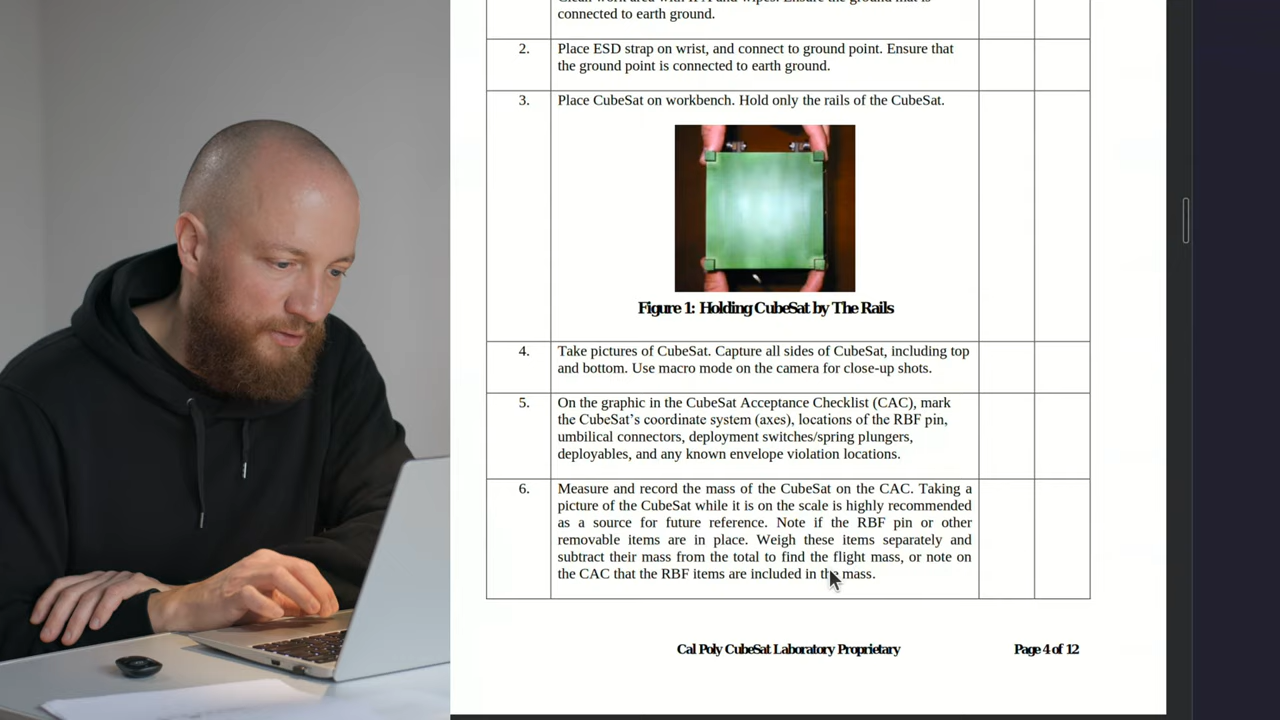 connected to earth ground.
2. Place ESD strap on wrist, and connect to ground point. Ensure that
the ground point is connected to earth ground.
3. Place CubeSat on workbench. Hold only the rails of the CubeSat.
Figure 1: Holding CubeSat by The Rails
4. Take pictures of CubeSat. Capture all sides of CubeSat, including top
and bottom. Use macro mode on the camera for close-up shots.
5. On the graphic in the CubeSat Acceptance Checklist (CAC), mark
the CubeSat’s coordinate system (axes), locations of the RBF pin,
umbilical connectors, deployment switches/spring plungers,
deployables, and any known envelope violation locations.
6. Measure and record the mass of the CubeSat on the CAC. Taking a
picture of the CubeSat while it is on the scale is highly recommended
as a source for future reference. Note if the RBF pin or other
removable items are in place. Weigh these items separately and
subtract their mass from the total to find the flight mass, or note on
the CAC that the RBF items are included in the mass.
Cal Poly CubeSat Laboratory Proprietary Page 4 of 12